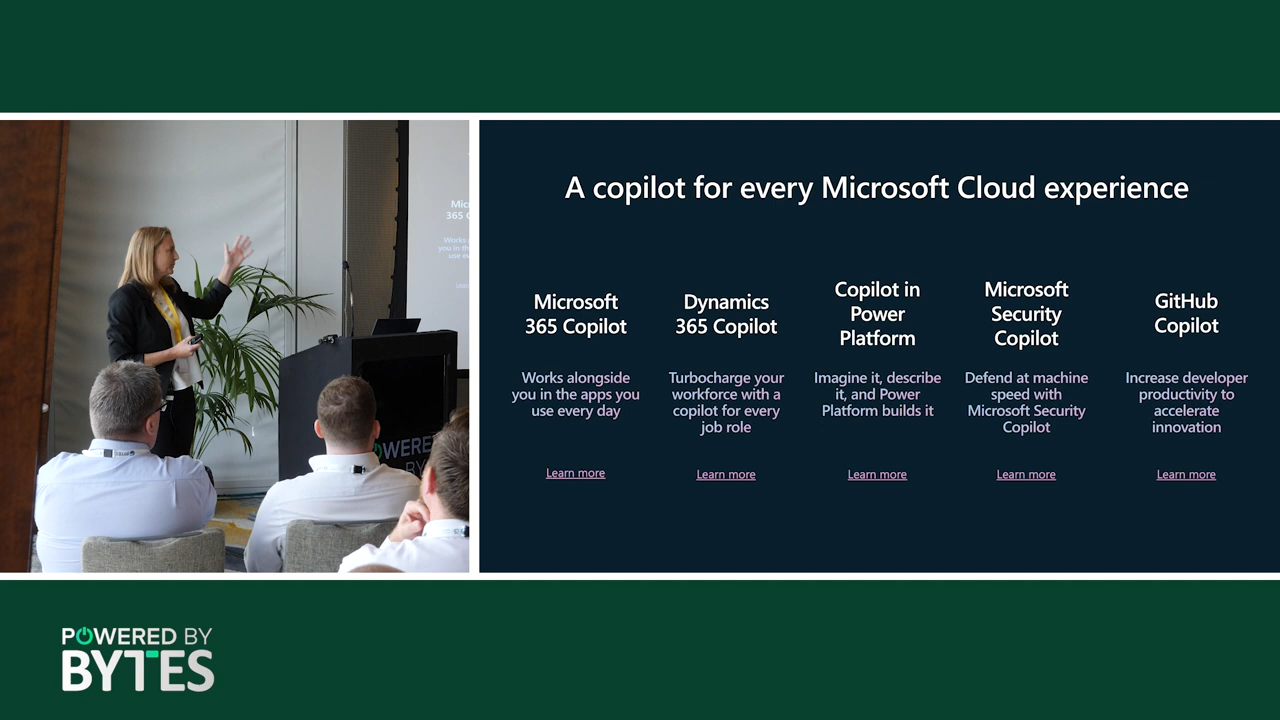 A copilot for every Microsoft Cloud experience
Microsoft
365 Copilot
Works alongside
you in the apps you
use every day
Learn more
Dynamics
365 Copilot
Turbocharge your
workforce with a
copilot for every
job role
Learn more
Copilot in
Power
Platform
Imagine it, describe
it, and Power
Platform builds it
Learn more
Microsoft
Security
Copilot
Defend at machine
speed with
Microsoft Security
Copilot
Learn more
GitHub
Copilot
Increase developer
productivity to
accelerate
innovation
Learn more
POWERED BY
BYTES